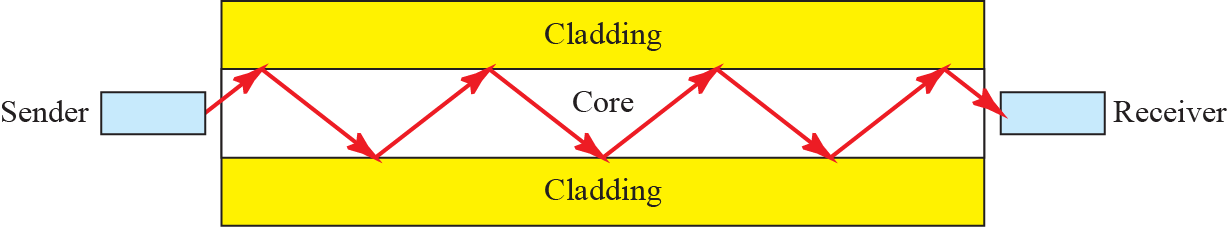 Cladding
Sender
Core
Receiver
Cladding